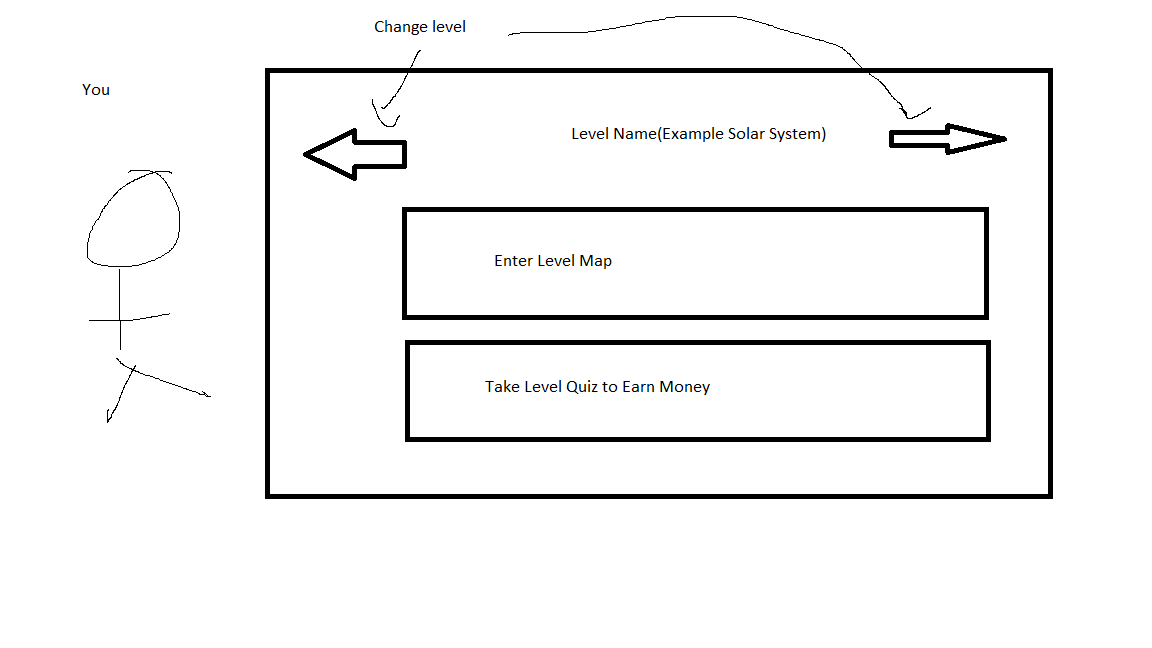 Change level
You
Level Name(Example Solar System)
Enter Level Map
Take Level Quiz to Earn Money